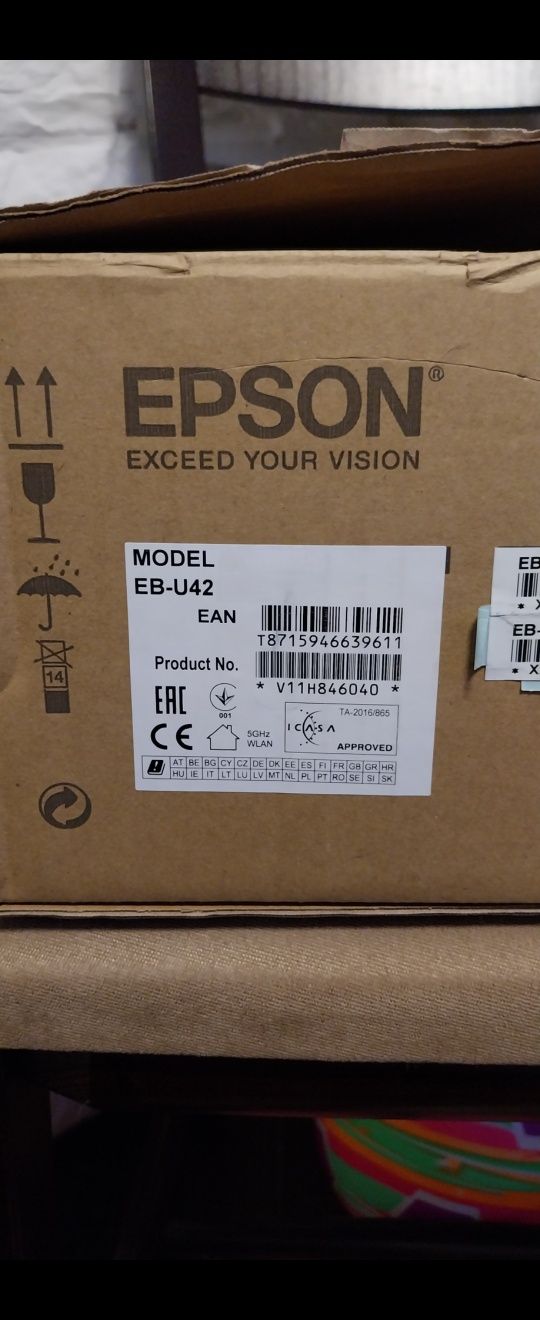 EPSON®
EXCEED YOUR VISION
MODEL
EB-U42
EAN
T8715946639611
Product No.
* V11H846040 *
EAC
001
CE
5GHz
WLAN
TA-2016/865
ICASA
APPROVED
AT BE BG CY CZ DE DK EE ES FI FR GB GR HR
HU IE IT LT LU LV MT NL PL PT RO SE SI SK
14
EB
* X
EB-
* X